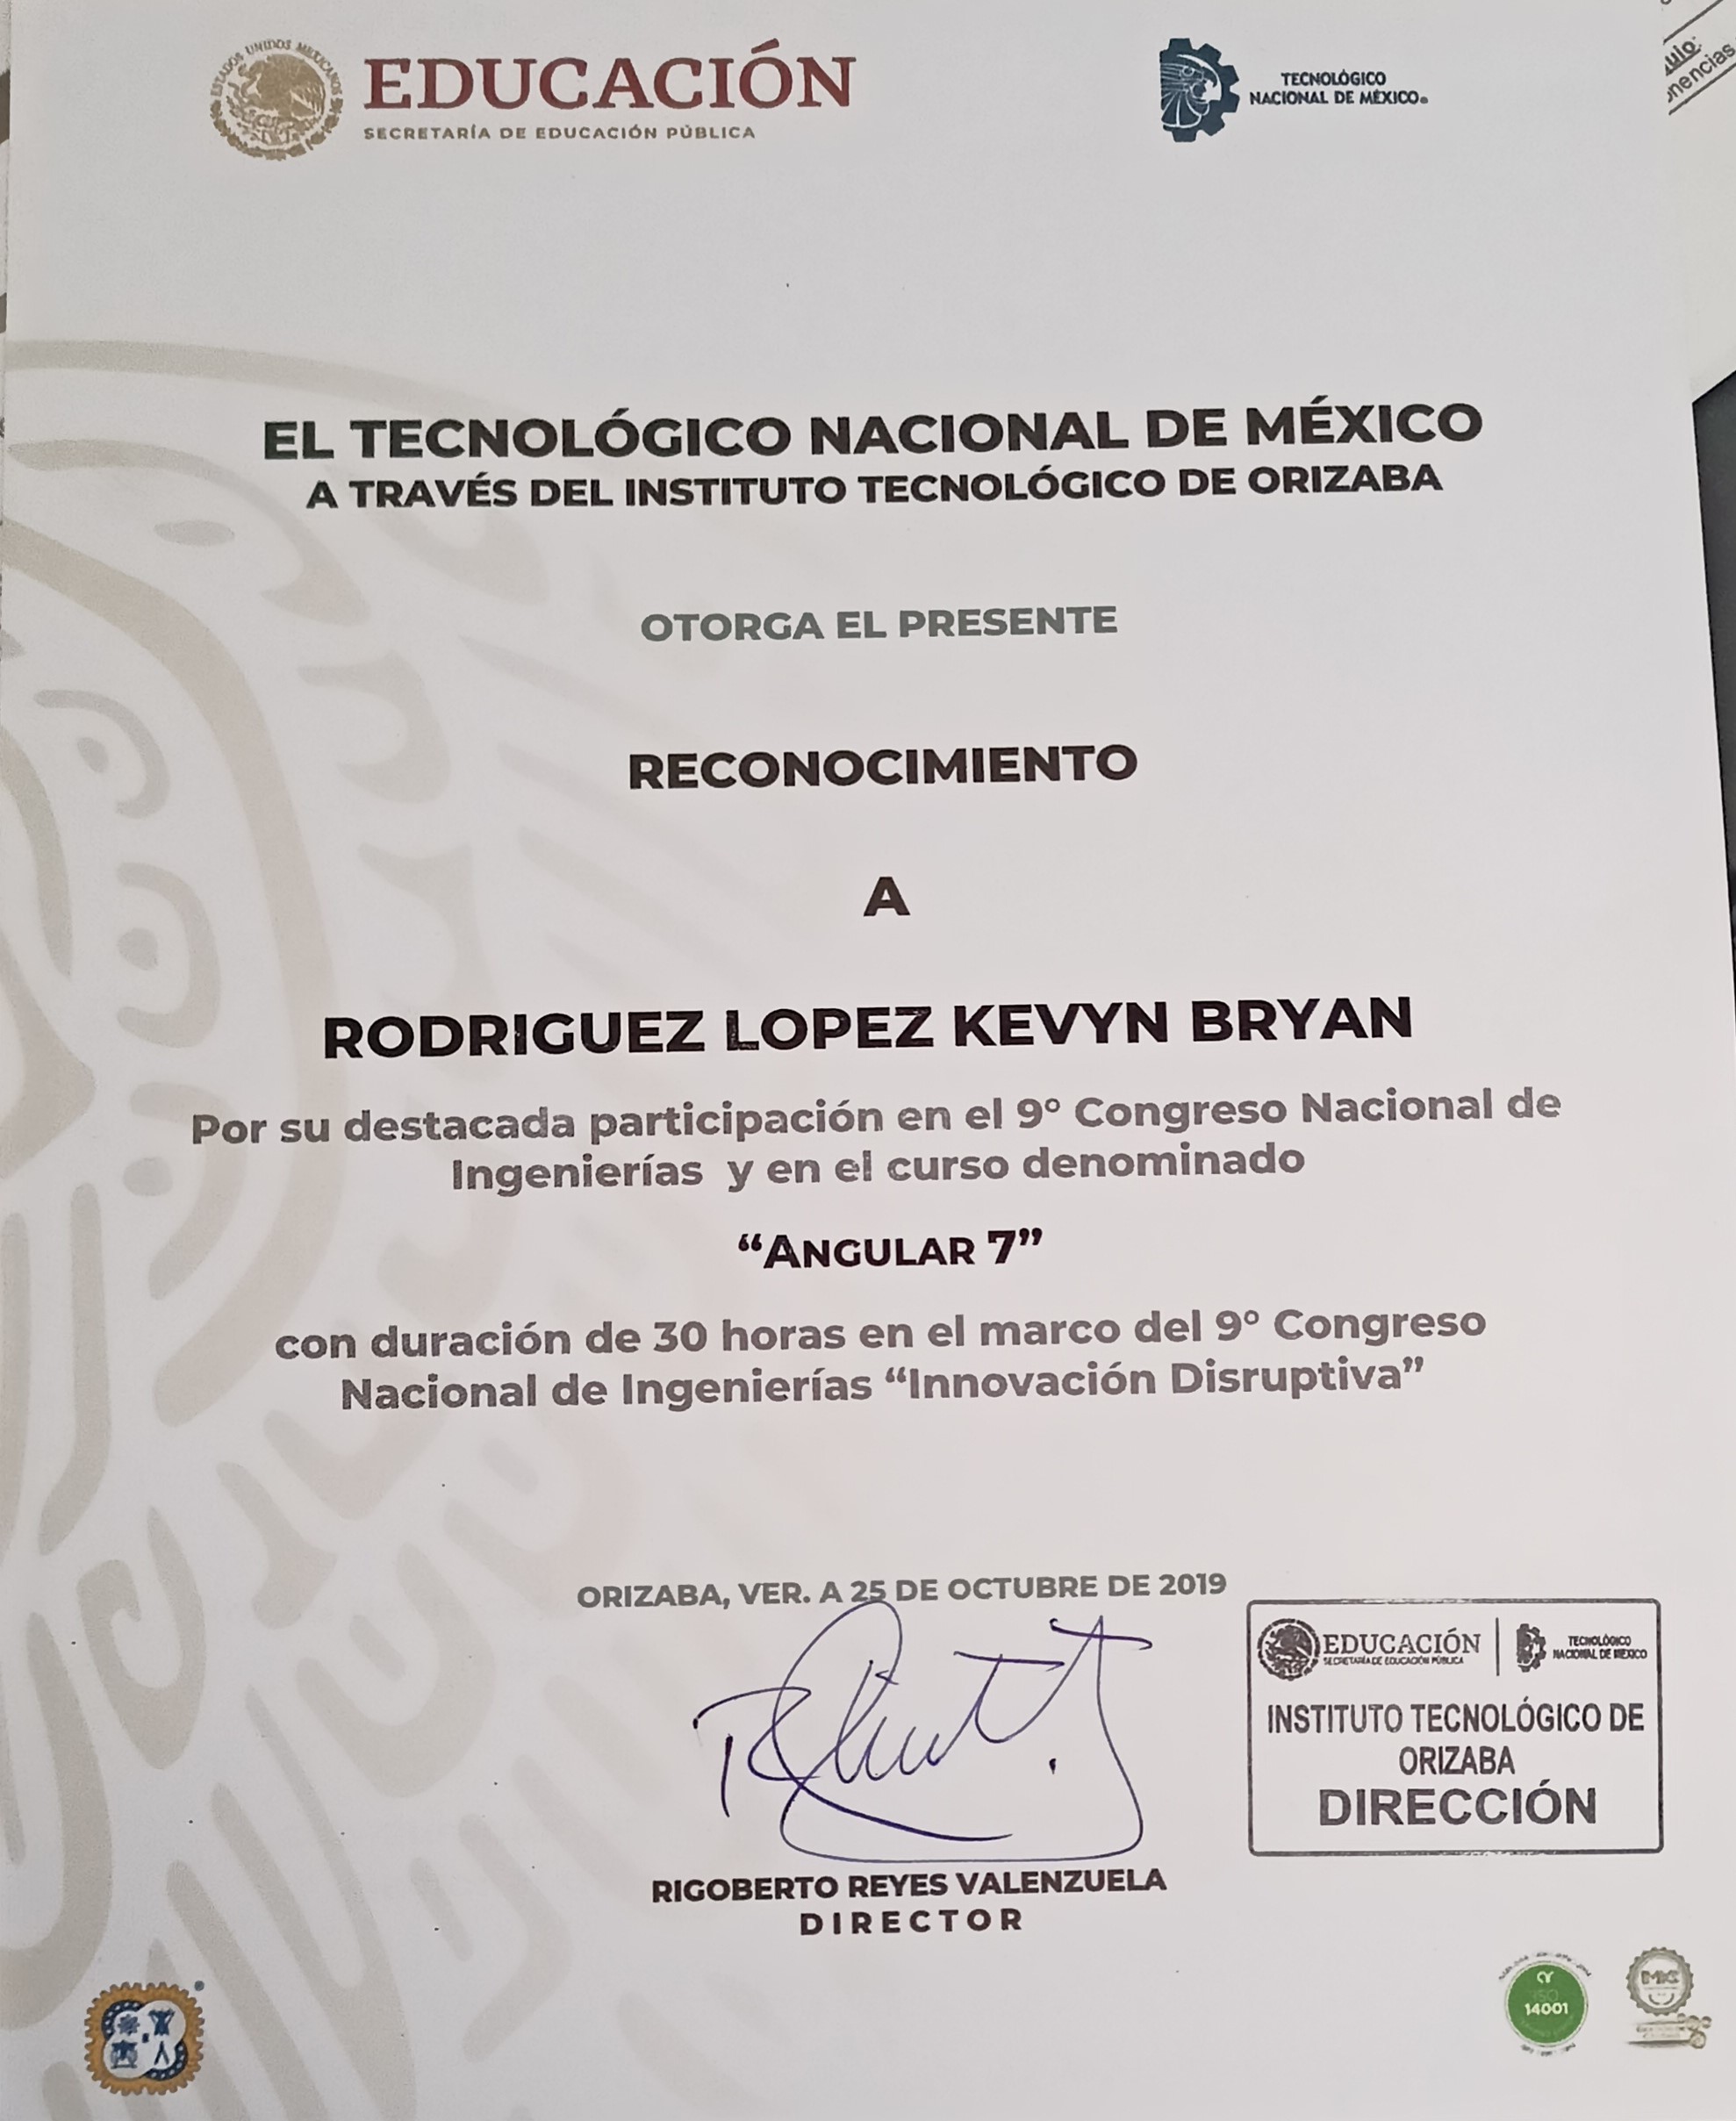 ESTADOS UNIDOS MEXICANOS
EDUCACIÓN
SECRETARÍA DE EDUCACIÓN PÚBLICA
TECNOLÓGICO
NACIONAL DE MÉXICO®
EL TECNOLÓGICO NACIONAL DE MÉXICO
A TRAVÉS DEL INSTITUTO TECNOLÓGICO DE ORIZABA
OTORGA EL PRESENTE
RECONOCIMIENTO
A
RODRIGUEZ LOPEZ KEVYN BRYAN
Por su destacada participación en el 9° Congreso Nacional de
Ingenierías y en el curso denominado
“ANGULAR 7”
con duración de 30 horas en el marco del 9° Congreso
Nacional de Ingenierías “Innovación Disruptiva”
ORIZABA, VER. A 25 DE OCTUBRE DE 2019
EDUCACIÓN
SECRETARÍA DE EDUCACIÓN PÚBLICA
TECNOLÓGICO
NACIONAL DE MÉXICO
INSTITUTO TECNOLÓGICO DE
ORIZABA
DIRECCIÓN
RIGOBERTO REYES VALENZUELA
DIRECTOR
®
ISO
14001